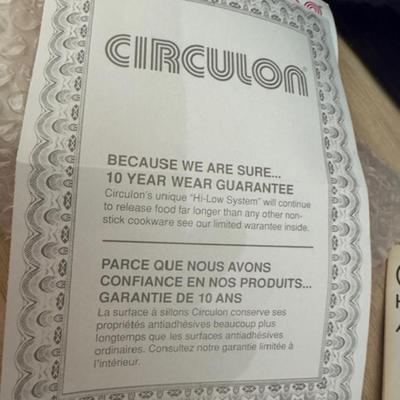 CIRCULON®
BECAUSE WE ARE SURE...
10 YEAR WEAR GUARANTEE
Circulon's unique "Hi-Low System" will continue
to release food far longer than any other non-
stick cookware see our limited warantee inside.
PARCE QUE NOUS AVONS
CONFIANCE EN NOS PRODUITS...
GARANTIE DE 10 ANS
La surface à sillons Circulon conserve ses
propriétés antiadhésives beaucoup plus
longtemps que les surfaces antiadhésives
ordinaires. Consultez notre garantie limitée à
l'intérieur.